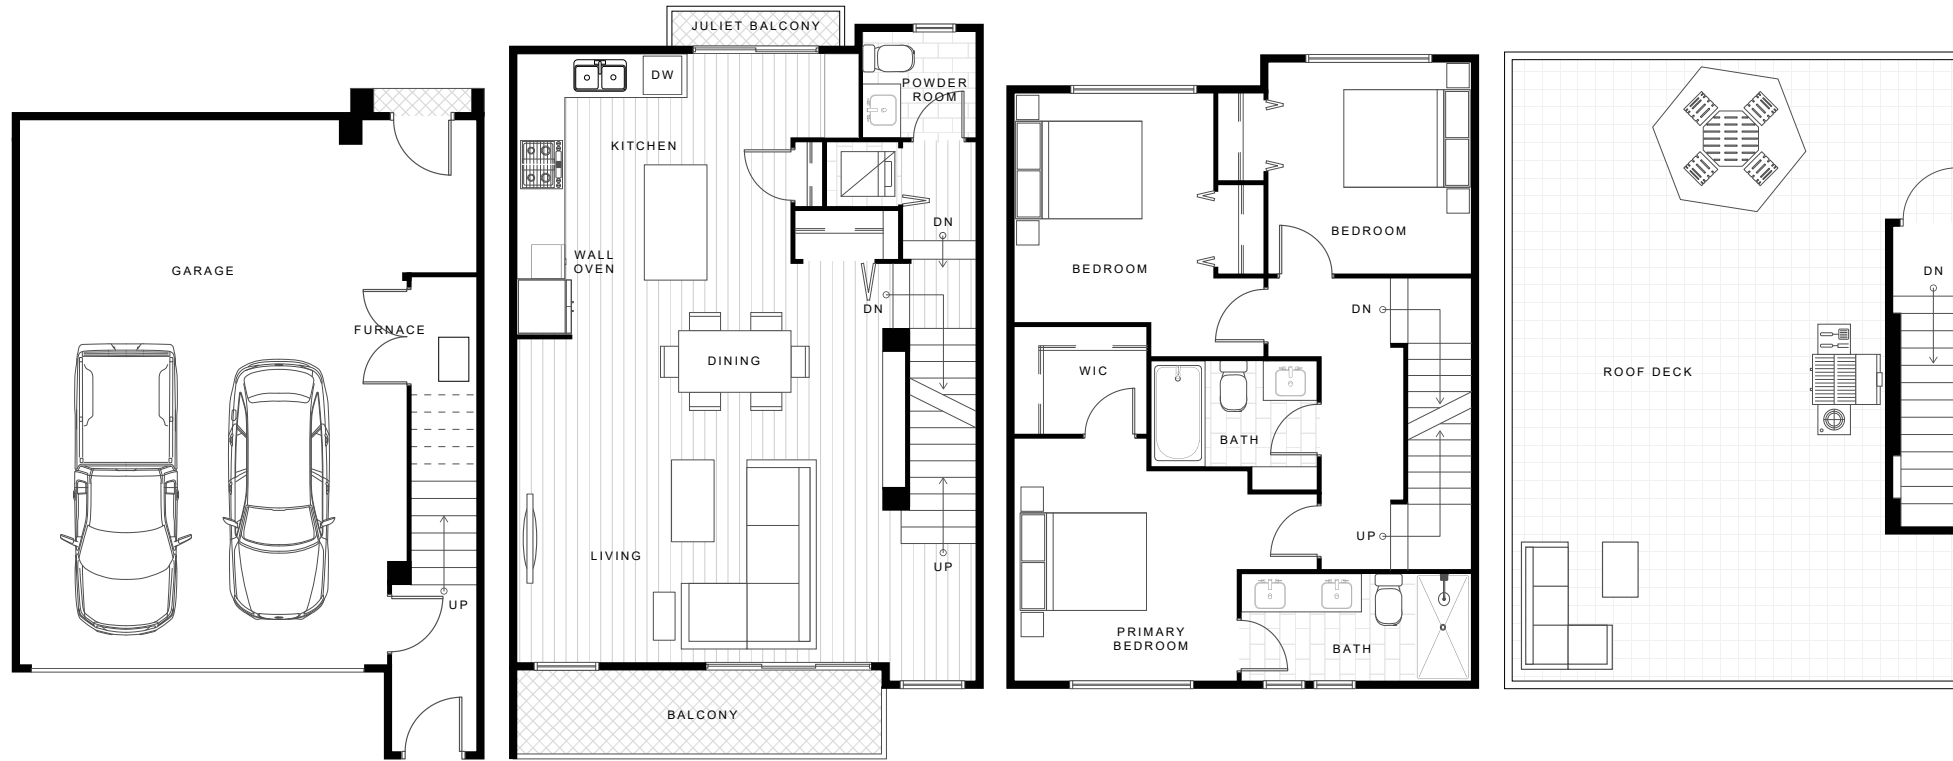 GARAGE
FURNACE
UP
JULIET BALCONY
DW
POWDER
ROOM
KITCHEN
WALL
OVEN
DN
DN
DINING
LIVING
UP
BALCONY
BEDROOM
BEDROOM
DN
WIC
BATH
UP
PRIMARY
BEDROOM
BATH
ROOF DECK
DN